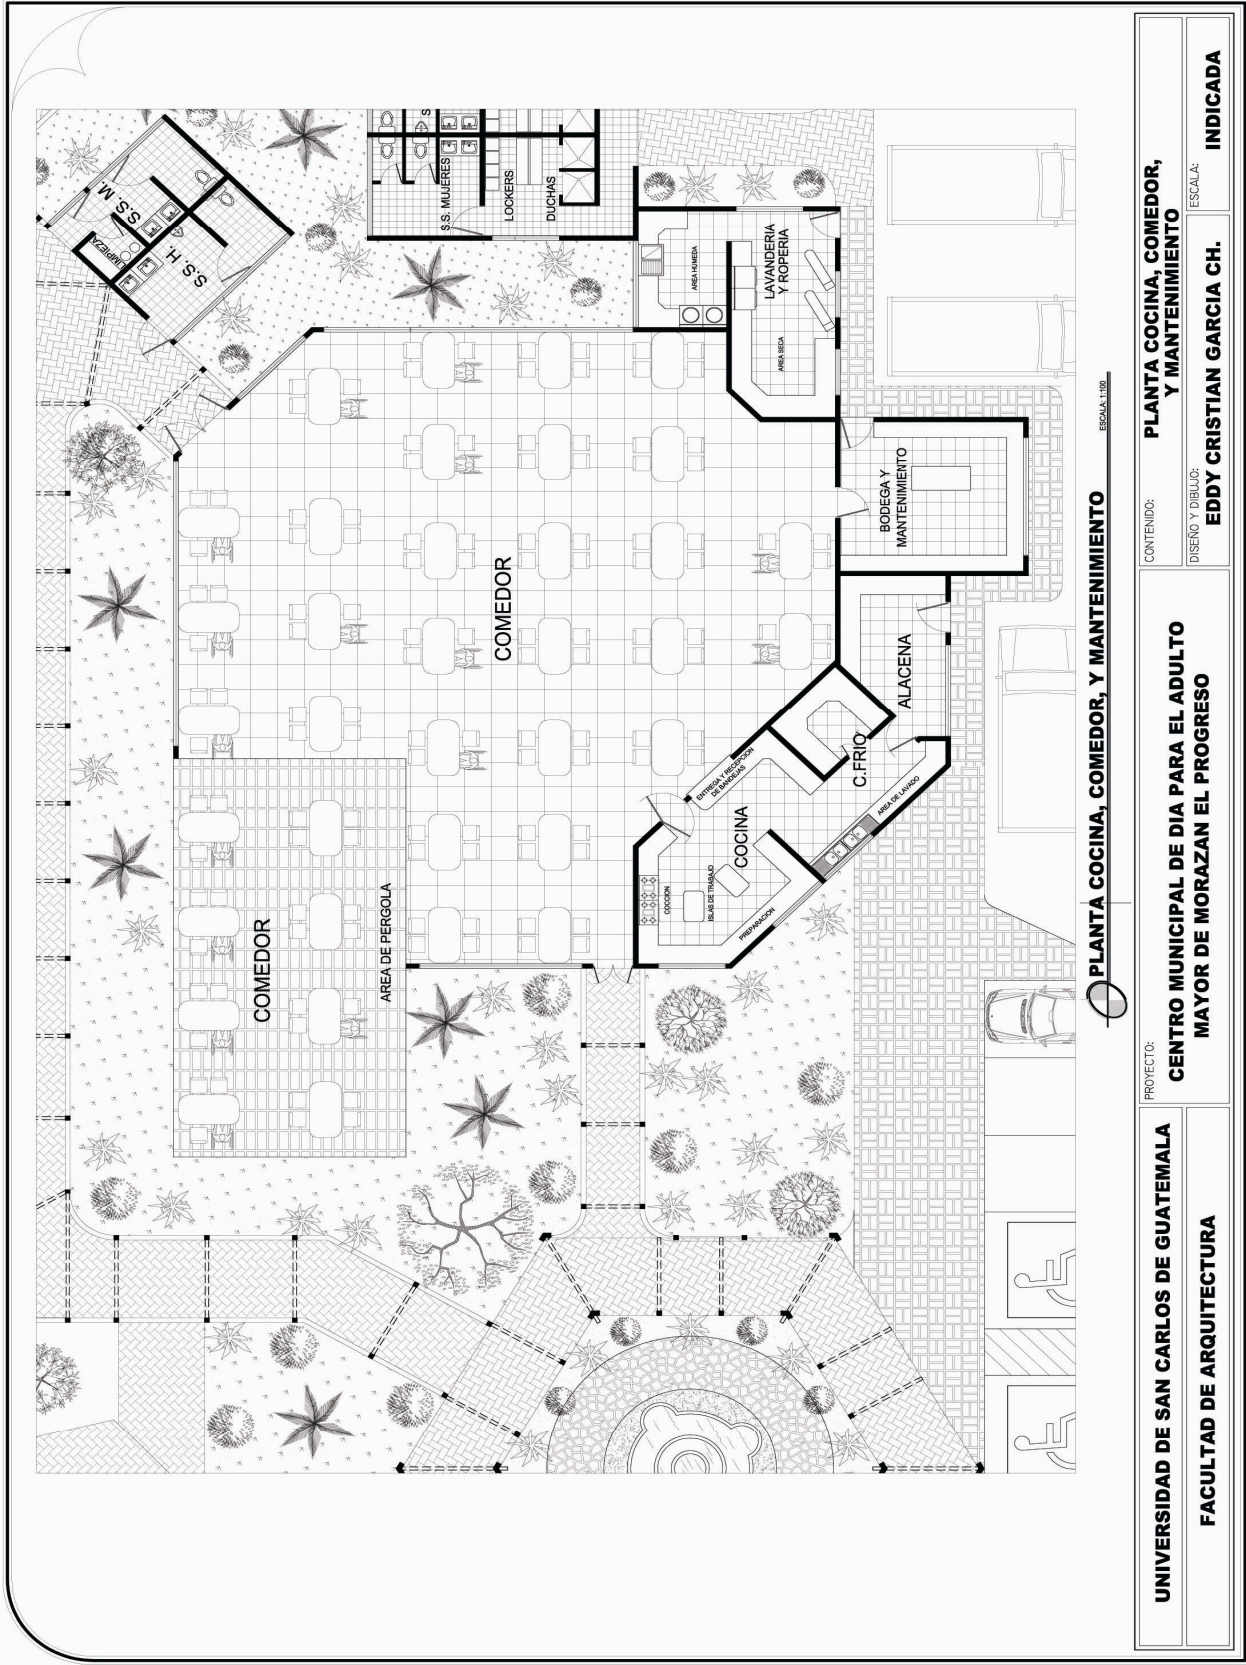 S.S. M.
LIMPIEZA
S.S. H.
S.S. MUJERES
S
LOCKERS
DUCHAS
AREA HUMEDA
LAVANDERIA
Y ROPERIA
AREA SECA
COMEDOR
BODEGA Y
MANTENIMIENTO
ALACENA
C.FRIO
ENTREGA Y RECEPCION
DE BANDEJAS
AREA DE LAVADO
COCINA
COCCION
ISLAS DE TRABAJO
PREPARACION
COMEDOR
AREA DE PERGOLA
PLANTA COCINA, COMEDOR, Y MANTENIMIENTO
ESCALA: 1:100
UNIVERSIDAD DE SAN CARLOS DE GUATEMALA
FACULTAD DE ARQUITECTURA
PROYECTO:
CENTRO MUNICIPAL DE DIA PARA EL ADULTO
MAYOR DE MORAZAN EL PROGRESO
CONTENIDO:
PLANTA COCINA, COMEDOR,
Y MANTENIMIENTO
DISEÑO Y DIBUJO:
EDDY CRISTIAN GARCIA CH.
ESCALA:
INDICADA